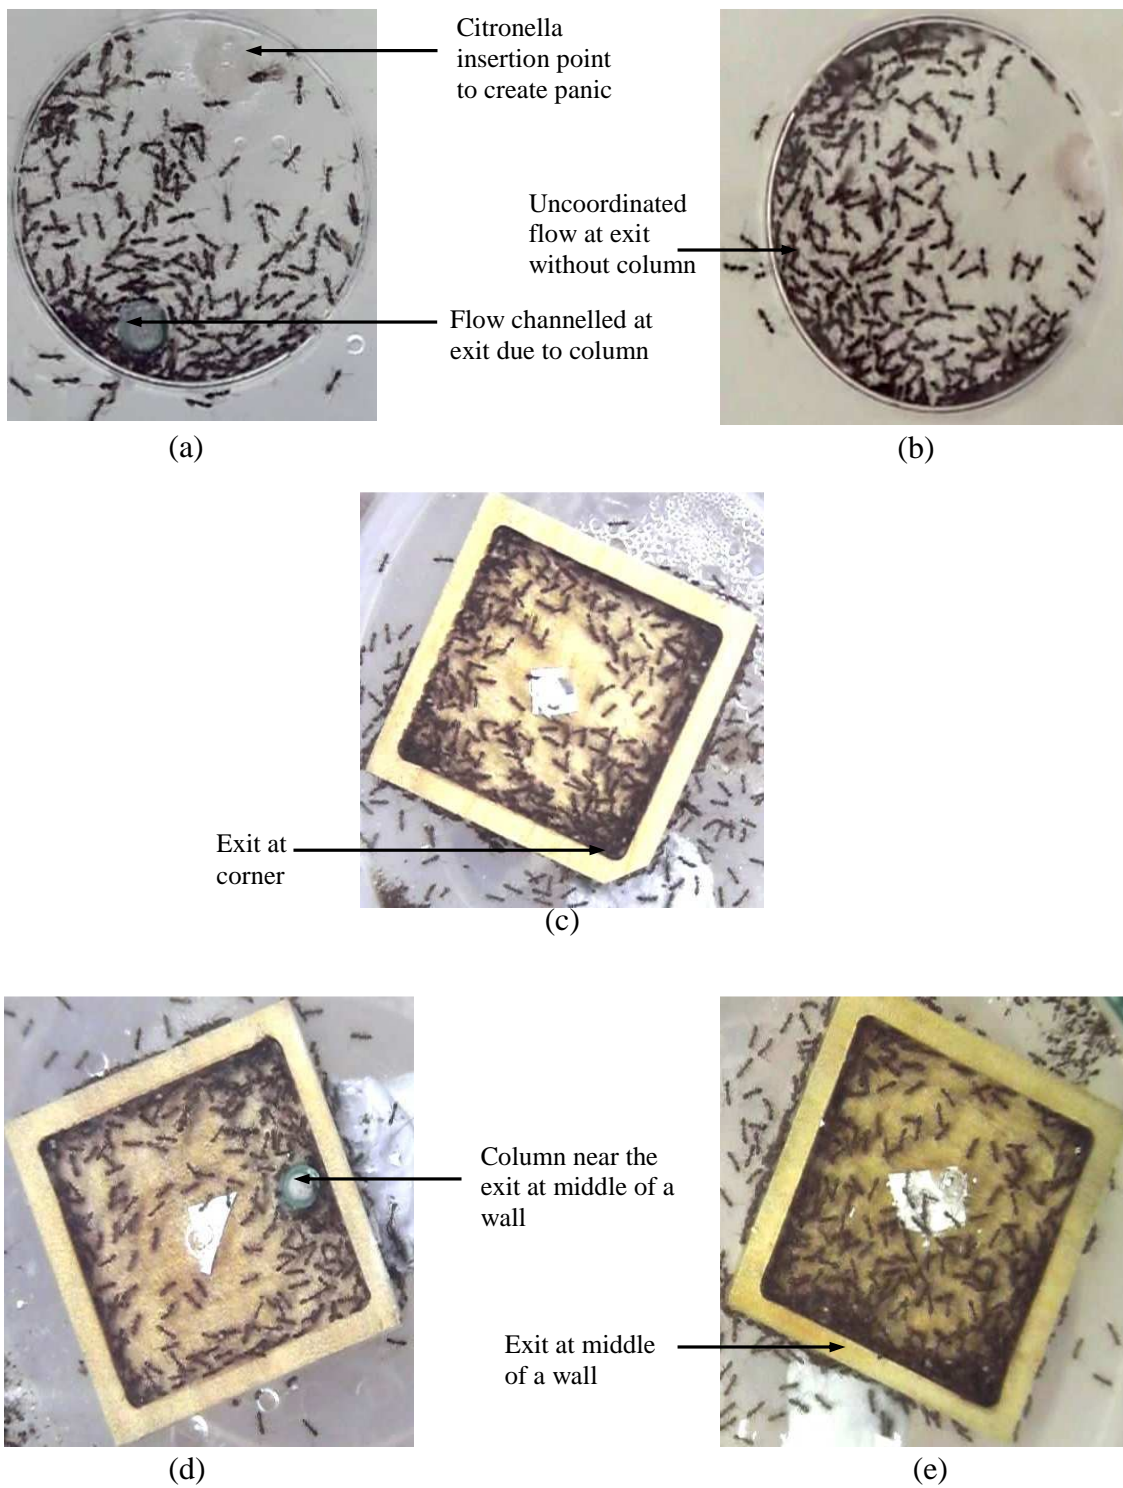 Citronella
insertion point
to create panic
Uncoordinated
flow at exit
without column
Flow channelled at
exit due to column
(a)
(b)
Exit at
corner
(c)
Column near the
exit at middle of a
wall
Exit at middle
of a wall
(d)
(e)